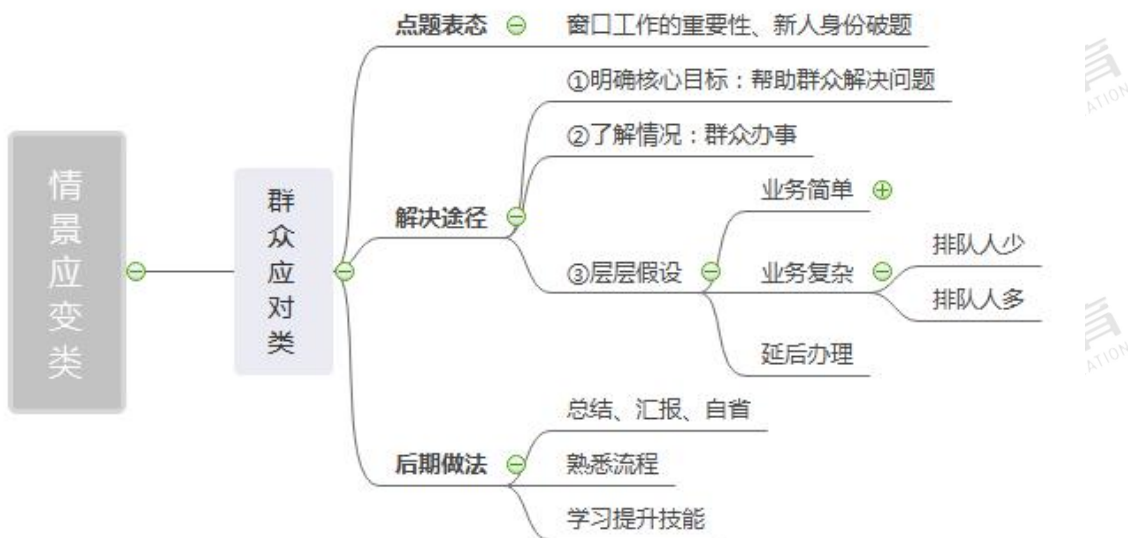 情景应变类
群众应对类
点题表态
窗口工作的重要性、新人身份破题
解决途径
①明确核心目标：帮助群众解决问题
②了解情况：群众办事
③层层假设
业务简单
业务复杂
排队人少
排队人多
延后办理
后期做法
总结、汇报、自省
熟悉流程
学习提升技能
育
ATION
育
ATION